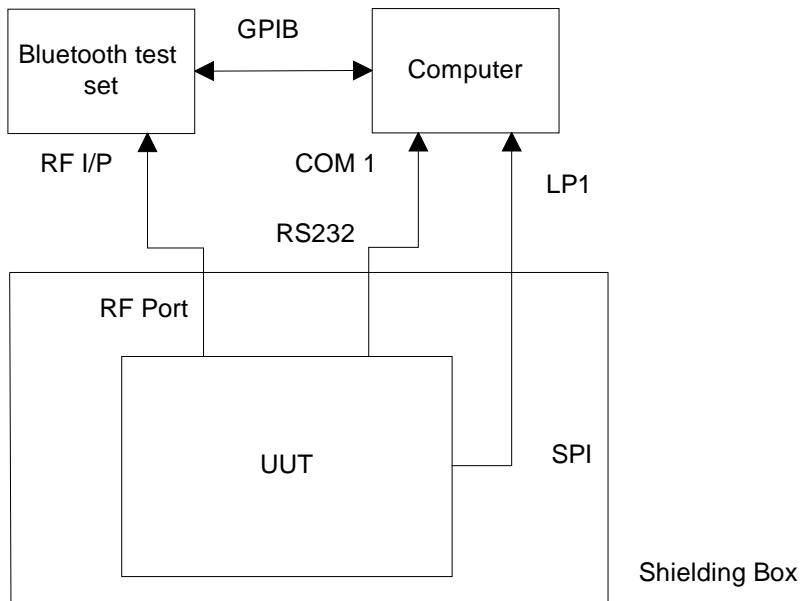 GPIB
Bluetooth test
set
Computer
RF I/P
COM 1
LP1
RS232
RF Port
UUT
SPI
Shielding Box